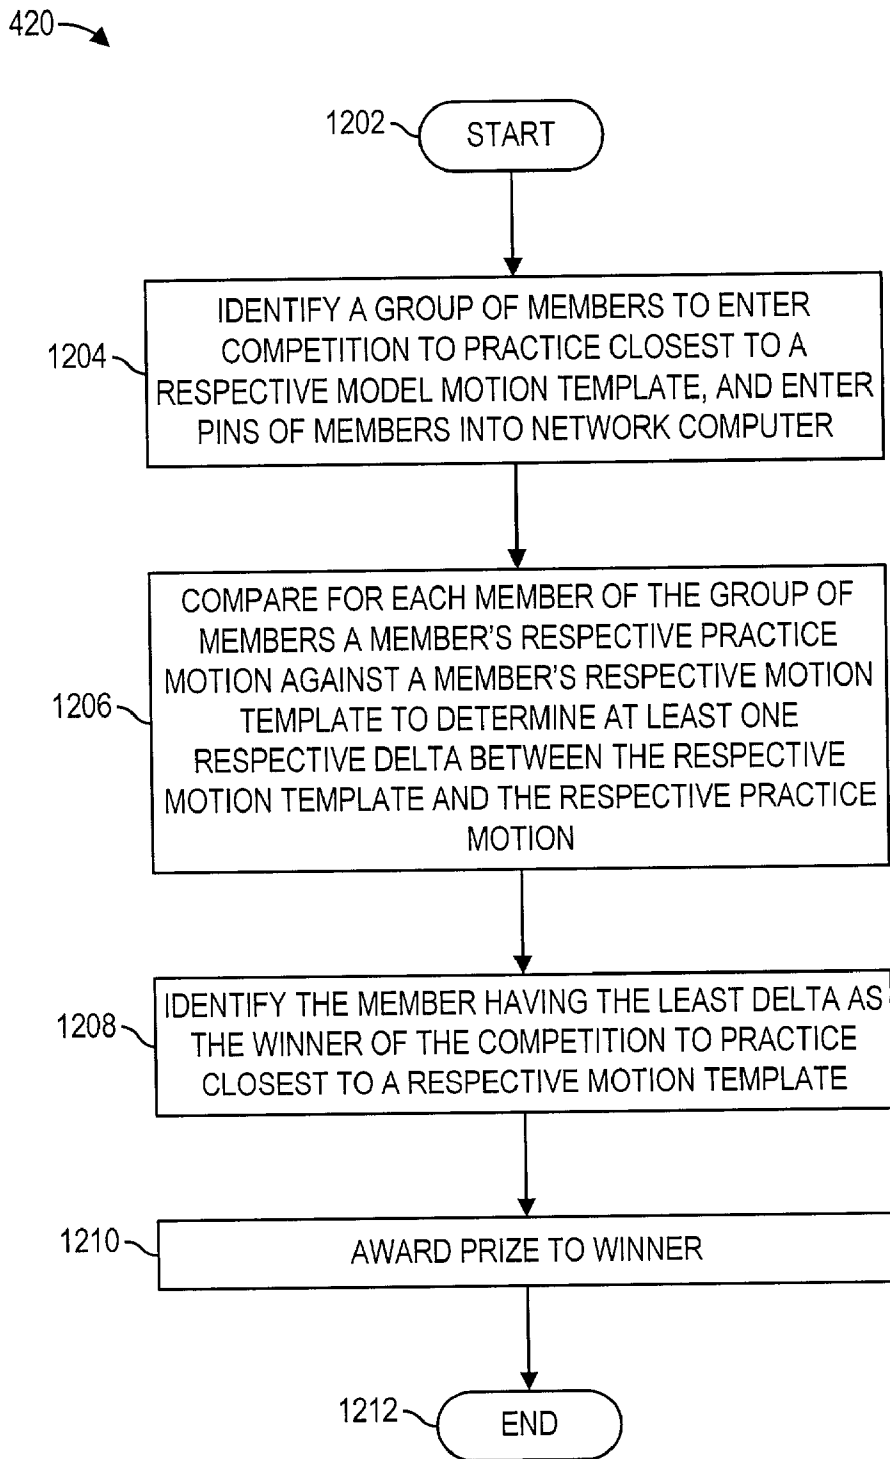 420
1202
START
1204
IDENTIFY A GROUP OF MEMBERS TO ENTER
COMPETITION TO PRACTICE CLOSEST TO A
RESPECTIVE MODEL MOTION TEMPLATE, AND ENTER
PINS OF MEMBERS INTO NETWORK COMPUTER
1206
COMPARE FOR EACH MEMBER OF THE GROUP OF
MEMBERS A MEMBER'S RESPECTIVE PRACTICE
MOTION AGAINST A MEMBER'S RESPECTIVE MOTION
TEMPLATE TO DETERMINE AT LEAST ONE
RESPECTIVE DELTA BETWEEN THE RESPECTIVE
MOTION TEMPLATE AND THE RESPECTIVE PRACTICE
MOTION
1208
IDENTIFY THE MEMBER HAVING THE LEAST DELTA AS
THE WINNER OF THE COMPETITION TO PRACTICE
CLOSEST TO A RESPECTIVE MOTION TEMPLATE
1210
AWARD PRIZE TO WINNER
1212
END